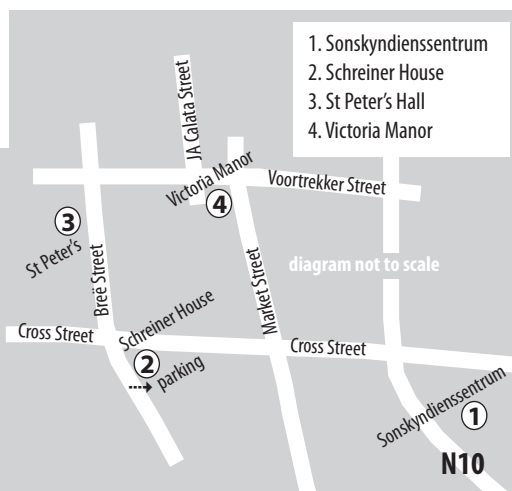 1. Sonskyndienssentrum
2. Schreiner House
3. St Peter's Hall
4. Victoria Manor
JA Calata Street
Victoria Manor
4
Voortrekker Street
3
St Peter's
Breë Street
Market Street
diagram not to scale
Schreiner House
Cross Street
Cross Street
2
parking
Sonskyndienssentrum
1
N10